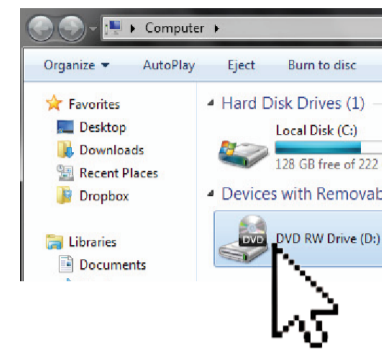 Computer
Organize AutoPlay Eject Burn to disc
Favorites
Desktop
Downloads
Recent Places
Dropbox
Libraries
Documents
Hard Disk Drives (1)
Local Disk (C:)
128 GB free of 222
Devices with Removab
DVD
DVD RW Drive (D:)